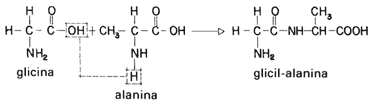 O O CH₃ O
H—C—C—OH + CH₃—C—C—OH → H—C—C—NH—CH—COOH
NH₂ NH NH₂
glicina H glicil-alanina
alanina